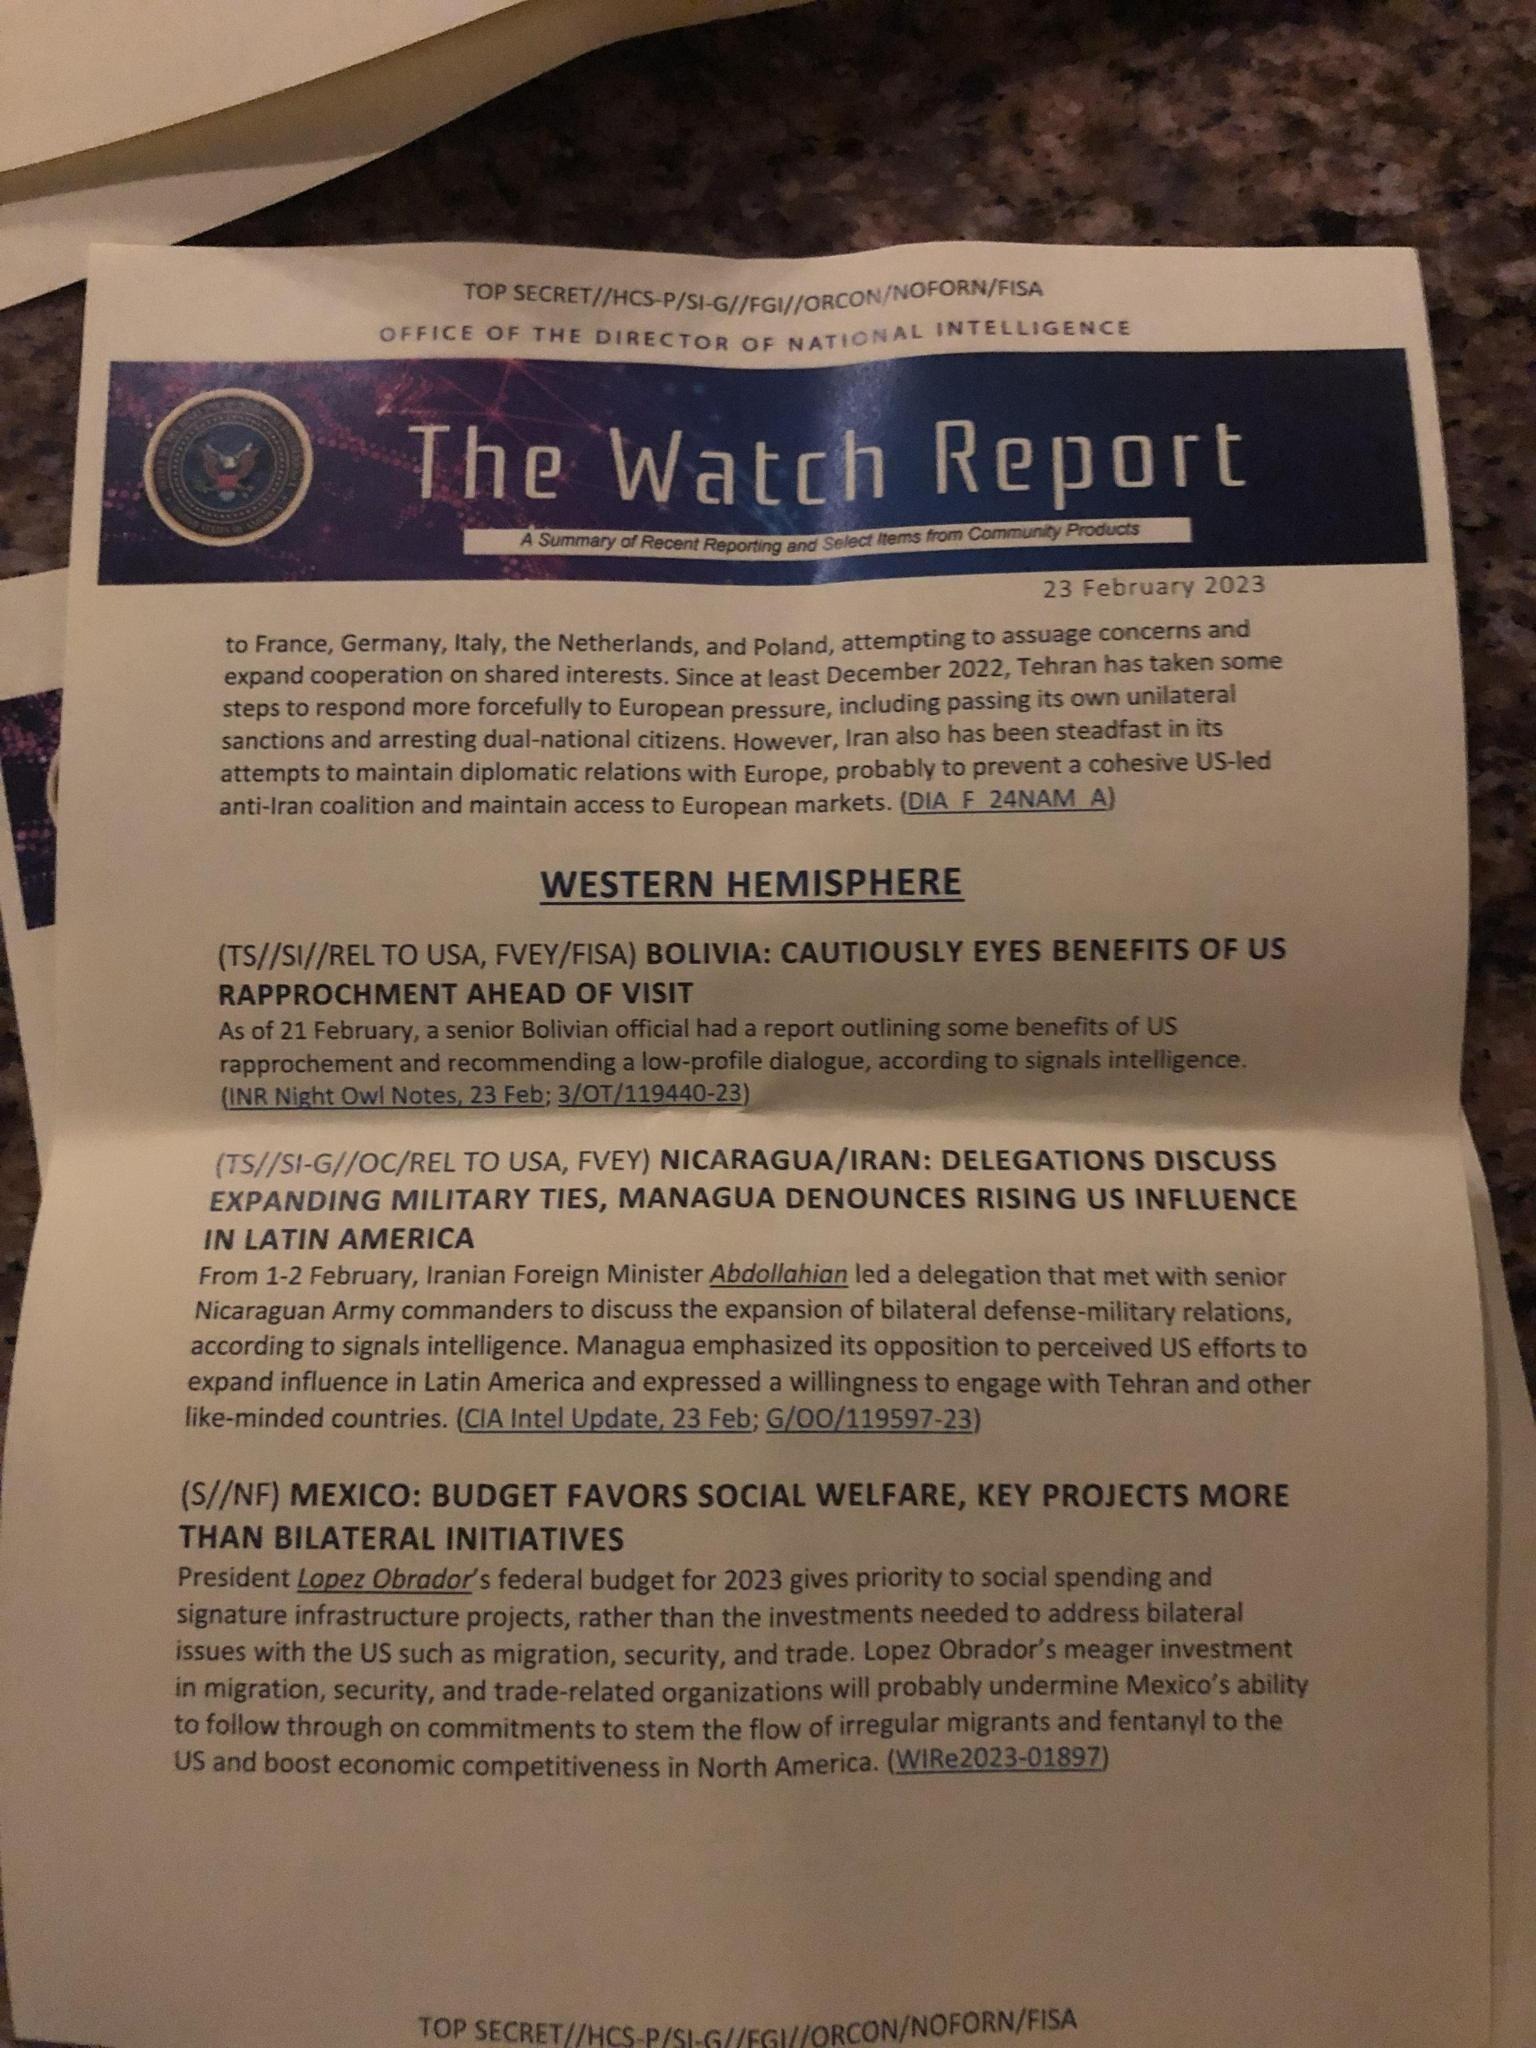 TOP SECRET//HCS-P/SI-G//FGI//ORCON/NOFORN/FISA
OFFICE OF THE DIRECTOR OF NATIONAL INTELLIGENCE
The Watch Report
A Summary of Recent Reporting and Select Items from Community Products
23 February 2023
to France, Germany, Italy, the Netherlands, and Poland, attempting to assuage concerns and
expand cooperation on shared interests. Since at least December 2022, Tehran has taken some
steps to respond more forcefully to European pressure, including passing its own unilateral
sanctions and arresting dual-national citizens. However, Iran also has been steadfast in its
attempts to maintain diplomatic relations with Europe, probably to prevent a cohesive US-led
anti-Iran coalition and maintain access to European markets. (DIA_F_24NAM_A)
WESTERN HEMISPHERE
(TS//SI//REL TO USA, FVEY/FISA) BOLIVIA: CAUTIOUSLY EYES BENEFITS OF US
RAPPROCHMENT AHEAD OF VISIT
As of 21 February, a senior Bolivian official had a report outlining some benefits of US
rapprochement and recommending a low-profile dialogue, according to signals intelligence.
(INR Night Owl Notes, 23 Feb; 3/OT/119440-23)
(TS//SI-G//OC/REL TO USA, FVEY) NICARAGUA/IRAN: DELEGATIONS DISCUSS
EXPANDING MILITARY TIES, MANAGUA DENOUNCES RISING US INFLUENCE
IN LATIN AMERICA
From 1-2 February, Iranian Foreign Minister Abdollahian led a delegation that met with senior
Nicaraguan Army commanders to discuss the expansion of bilateral defense-military relations,
according to signals intelligence. Managua emphasized its opposition to perceived US efforts to
expand influence in Latin America and expressed a willingness to engage with Tehran and other
like-minded countries. (CIA Intel Update, 23 Feb; G/OO/119597-23)
(S//NF) MEXICO: BUDGET FAVORS SOCIAL WELFARE, KEY PROJECTS MORE
THAN BILATERAL INITIATIVES
President Lopez Obrador's federal budget for 2023 gives priority to social spending and
signature infrastructure projects, rather than the investments needed to address bilateral
issues with the US such as migration, security, and trade. Lopez Obrador's meager investment
in migration, security, and trade-related organizations will probably undermine Mexico's ability
to follow through on commitments to stem the flow of irregular migrants and fentanyl to the
US and boost economic competitiveness in North America. (WIRe2023-01897)
TOP SECRET//HCS-P/SI-G//FGI//ORCON/NOFORN/FISA